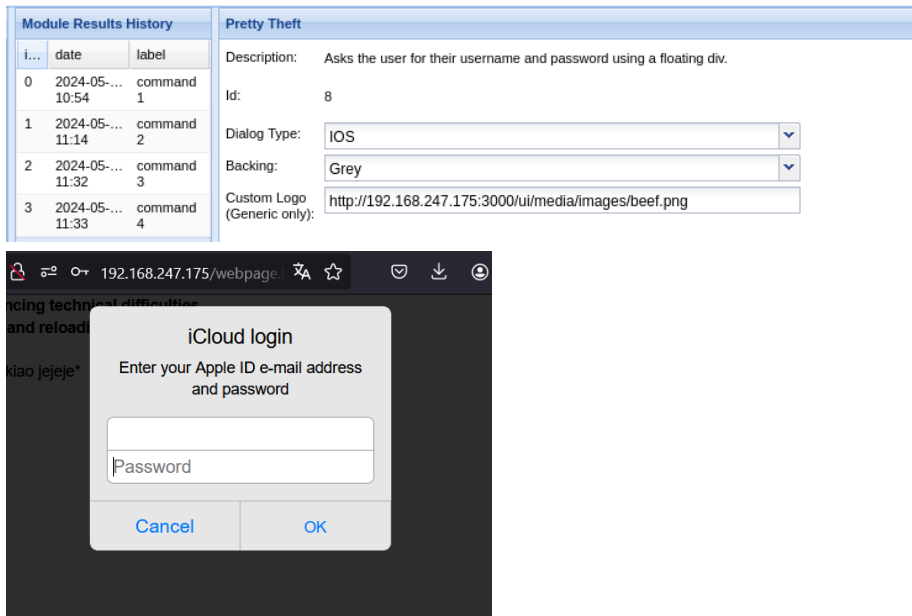 Module Results History
i... date label
0 2024-05-... command
10:54 1
1 2024-05-... command
11:14 2
2 2024-05-... command
11:32 3
3 2024-05-... command
11:33 4
Pretty Theft
Description: Asks the user for their username and password using a floating div.
Id: 8
Dialog Type: IOS
Backing: Grey
Custom Logo
(Generic only): http://192.168.247.175:3000/ui/media/images/beef.png
192.168.247.175/webpage.
ncing technical difficulties
and reloadi
kiao jejeje*
iCloud login
Enter your Apple ID e-mail address
and password
Password
Cancel OK